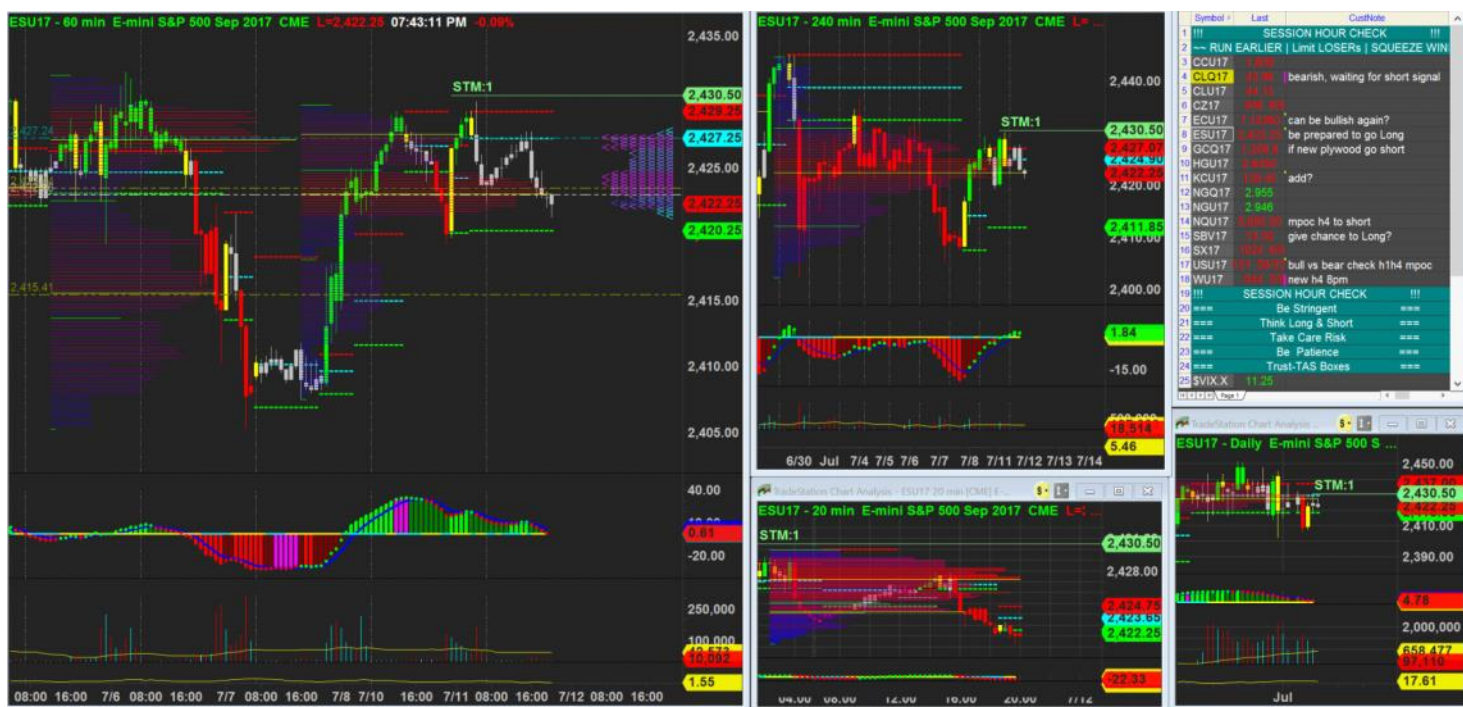 ESU17 - 60 min E-mini S&P 500 Sep 2017 CME L=2,422.25 07:43:11 PM -0.09%
2,435.00
STM:1
2,430.50
2,429.25
2,427.24
2,427.25
2,425.00
2,422.25
2,420.25
2,415.41
2,415.00
2,410.00
2,405.00
40.00
0.61
-20.00
250,000
100,000
10,092
1.55
08:00 16:00 7/6 08:00 16:00 7/7 08:00 16:00 7/8 7/10 16:00 7/11 08:00 16:00 7/12 08:00 16:00
ESU17 - 240 min E-mini S&P 500 Sep 2017 CME L= ...
2,440.00
STM:1
2,430.50
2,427.07
2,424.90
2,422.25
2,420.00
2,411.85
2,410.00
2,400.00
1.84
-15.00
18,514
5.46
6/30 Jul 7/4 7/5 7/6 7/7 7/8 7/11 7/12 7/13 7/14
TradeStation Chart Analysis - ESU17 20 min [CME] E-...
ESU17 - 20 min E-mini S&P 500 Sep 2017 CME L=: ...
STM:1
2,430.50
2,428.00
2,424.75
2,423.65
2,422.25
-22.33
04:00 08:00 12:00 16:00 20:00 7/12
Symbol Last CustNote
1 !!! SESSION HOUR CHECK !!!
2 ~~ RUN EARLIER | Limit LOSERs | SQUEEZE WIN
3 CCU17
4 CLQ17 bearish, waiting for short signal
5 CLU17
6 CZ17
7 ECU17 can be bullish again?
8 ESU17 be prepared to go Long
9 GCQ17 if new plywood go short
10 HGU17
11 KCU17 add?
12 NGQ17 2.955
13 NGU17 2.946
14 NQU17 mpoc h4 to short
15 SBV17 give chance to Long?
16 SX17
17 USU17 bull vs bear check h1h4 mpoc
18 WU17 new h4 8pm
19 !!! SESSION HOUR CHECK !!!
20 === Be Stringent ===
21 === Think Long & Short ===
22 === Take Care Risk ===
23 === Be Patience ===
24 === Trust-TAS Boxes ===
25 $VIX.X 11.25
Page 1
TradeStation Chart Analysis ...
ESU17 - Daily E-mini S&P 500 S ...
2,450.00
STM:1
2,437.00
2,430.50
2,422.25
2,410.00
2,390.00
4.78
2,000,000
658,477
97,110
17.61
Jul